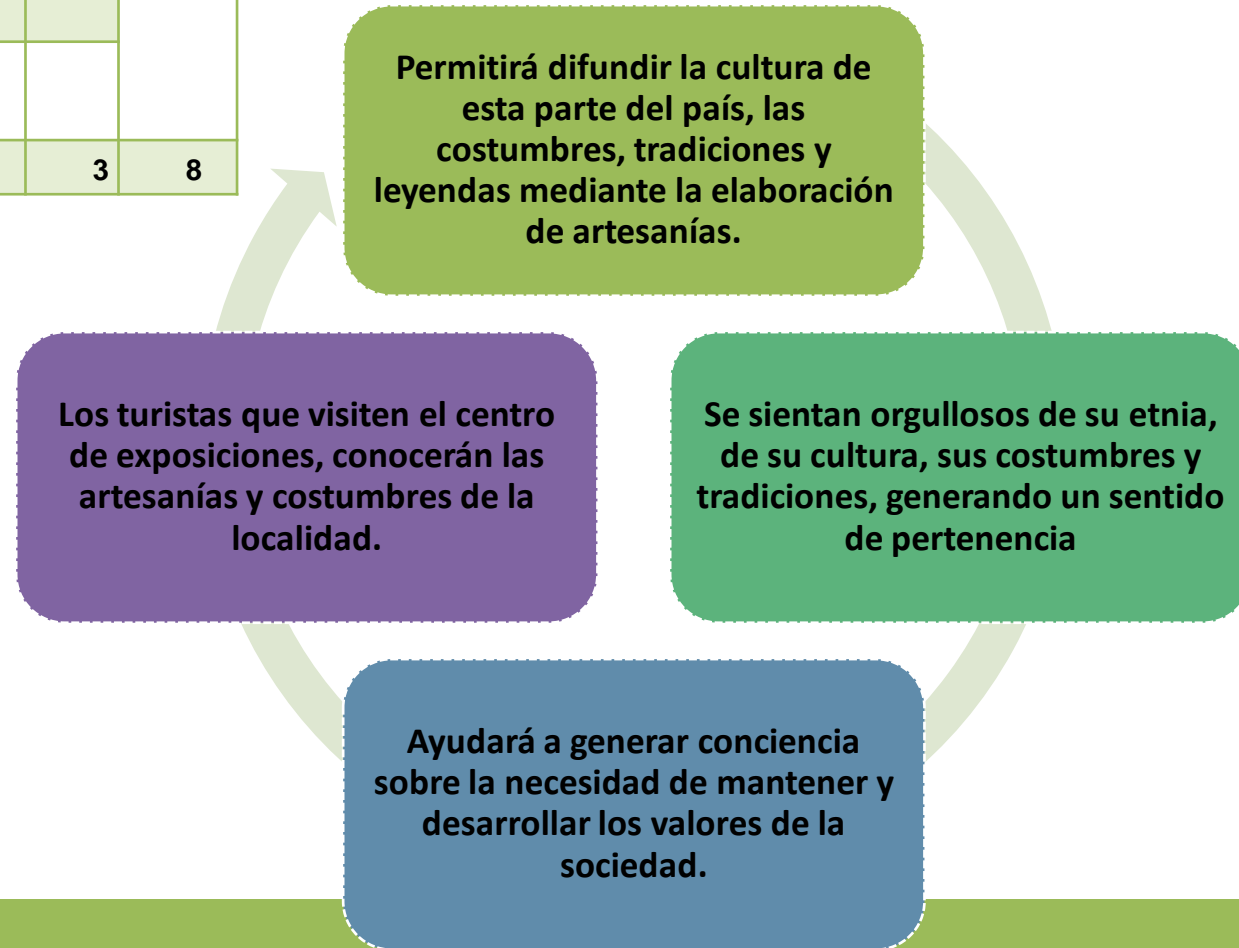 3 8
Permitirá difundir la cultura de
esta parte del país, las
costumbres, tradiciones y
leyendas mediante la elaboración
de artesanías.
Los turistas que visiten el centro
de exposiciones, conocerán las
artesanías y costumbres de la
localidad.
Se sientan orgullosos de su etnia,
de su cultura, sus costumbres y
tradiciones, generando un sentido
de pertenencia
Ayudará a generar conciencia
sobre la necesidad de mantener y
desarrollar los valores de la
sociedad.